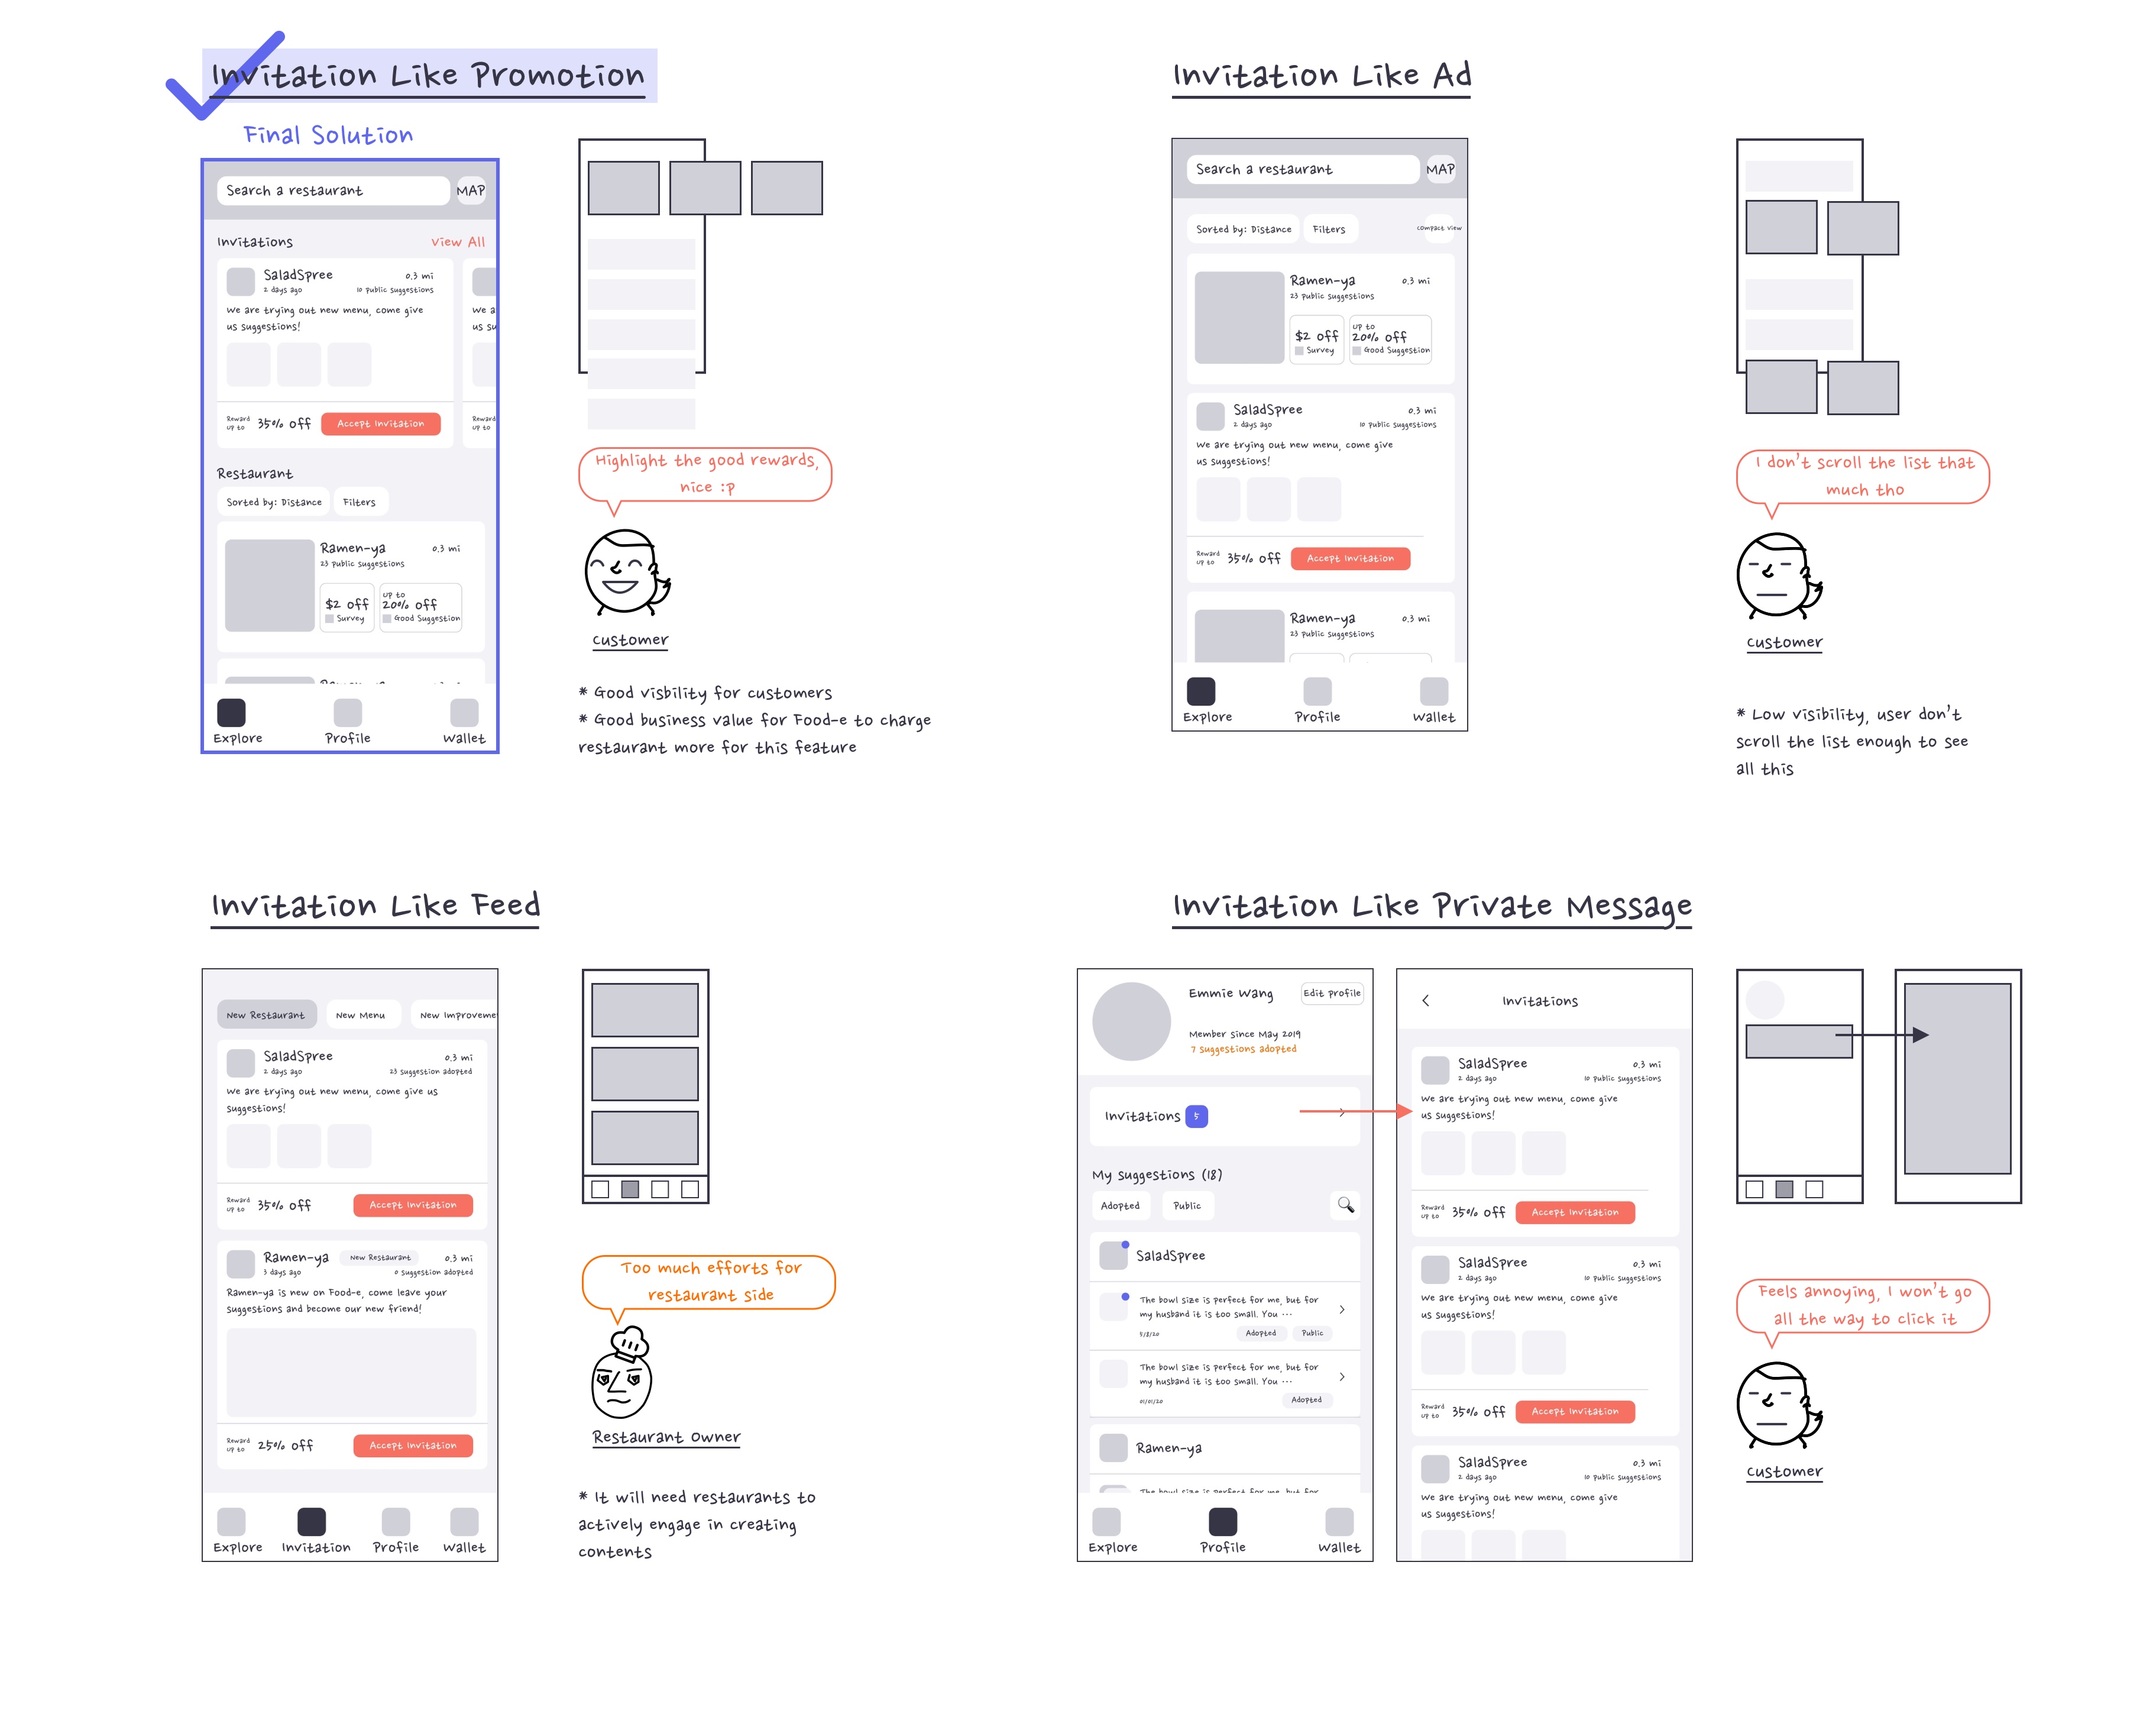 Invitation Like Promotion
Final Solution
Search a restaurant
MAP
Invitations
View All
SaladSpree
0.3 mi
2 days ago
10 public suggestions
We are trying out new menu, come give
us suggestions!
We a
us su
Reward
up to
35% off
Accept Invitation
Reward
up to
Restaurant
Sorted by: Distance
Filters
Ramen-ya
0.3 mi
23 public suggestions
$2 off
Survey
up to
20% off
Good Suggestion
Explore
Profile
Wallet
Highlight the good rewards,
nice :p
Customer
* Good visbility for customers
* Good business value for Food-e to charge
restaurant more for this feature
Invitation Like Ad
Search a restaurant
MAP
Sorted by: Distance
Filters
Compact View
Ramen-ya
0.3 mi
23 public suggestions
$2 off
Survey
up to
20% off
Good Suggestion
SaladSpree
0.3 mi
2 days ago
10 public suggestions
We are trying out new menu, come give
us suggestions!
Reward
up to
35% off
Accept Invitation
Ramen-ya
0.3 mi
23 public suggestions
Explore
Profile
Wallet
I don't scroll the list that
much tho
Customer
* Low visibility, user don't
scroll the list enough to see
all this
Invitation Like Feed
New Restaurant
New Menu
New Improveme
SaladSpree
0.3 mi
2 days ago
23 suggestion adopted
We are trying out new menu, come give us
suggestions!
Reward
up to
35% off
Accept Invitation
Ramen-ya
New Restaurant
0.3 mi
3 days ago
0 suggestion adopted
Ramen-ya is new on Food-e, come leave your
suggestions and become our new friend!
Reward
up to
25% off
Accept Invitation
Explore
Invitation
Profile
Wallet
Too much efforts for
restaurant side
Restaurant Owner
* It will need restaurants to
actively engage in creating
contents
Invitation Like Private Message
Emmie Wang
Edit profile
Member since May 2019
7 suggestions adopted
Invitations
5
My suggestions (18)
Adopted
Public
SaladSpree
The bowl size is perfect for me, but for
my husband it is too small. You ...
5/8/20
Adopted
Public
The bowl size is perfect for me, but for
my husband it is too small. You ...
01/01/20
Adopted
Ramen-ya
The bowl size is perfect for me, but for
Explore
Profile
Wallet
Invitations
SaladSpree
0.3 mi
2 days ago
10 public suggestions
We are trying out new menu, come give
us suggestions!
Reward
up to
35% off
Accept Invitation
SaladSpree
0.3 mi
2 days ago
10 public suggestions
We are trying out new menu, come give
us suggestions!
Reward
up to
35% off
Accept Invitation
SaladSpree
0.3 mi
2 days ago
10 public suggestions
We are trying out new menu, come give
us suggestions!
Feels annoying, I won't go
all the way to click it
Customer